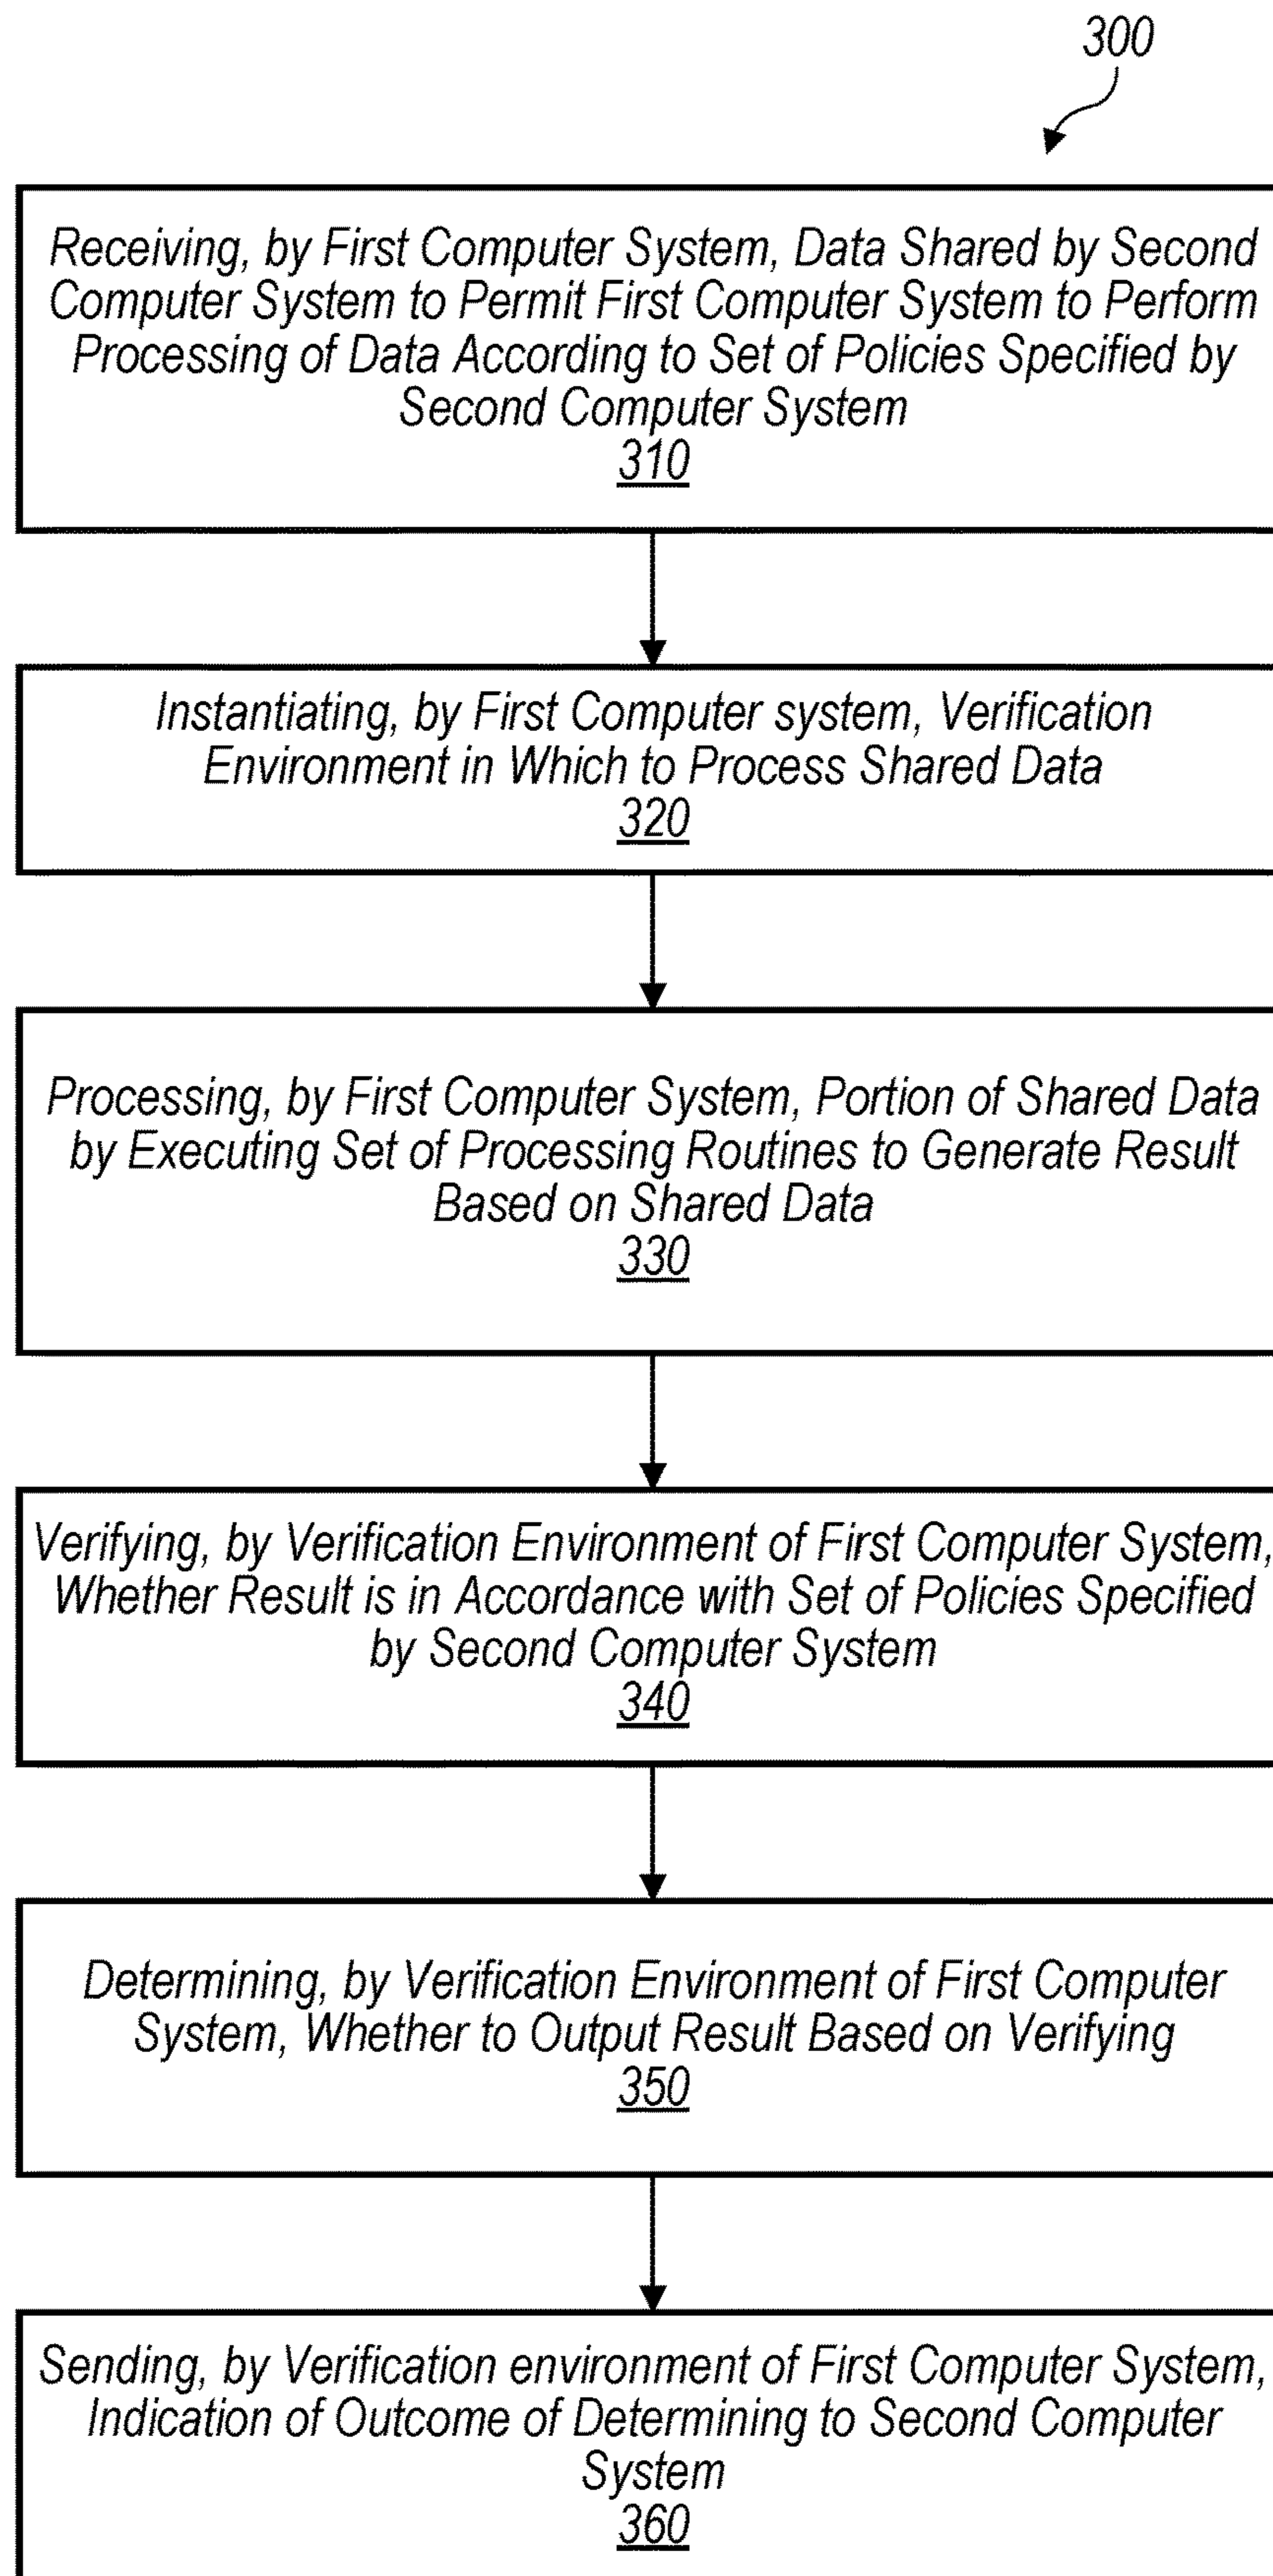 300
Receiving, by First Computer System, Data Shared by Second
Computer System to Permit First Computer System to Perform
Processing of Data According to Set of Policies Specified by
Second Computer System
310
Instantiating, by First Computer system, Verification
Environment in Which to Process Shared Data
320
Processing, by First Computer System, Portion of Shared Data
by Executing Set of Processing Routines to Generate Result
Based on Shared Data
330
Verifying, by Verification Environment of First Computer System,
Whether Result is in Accordance with Set of Policies Specified
by Second Computer System
340
Determining, by Verification Environment of First Computer
System, Whether to Output Result Based on Verifying
350
Sending, by Verification environment of First Computer System,
Indication of Outcome of Determining to Second Computer
System
360